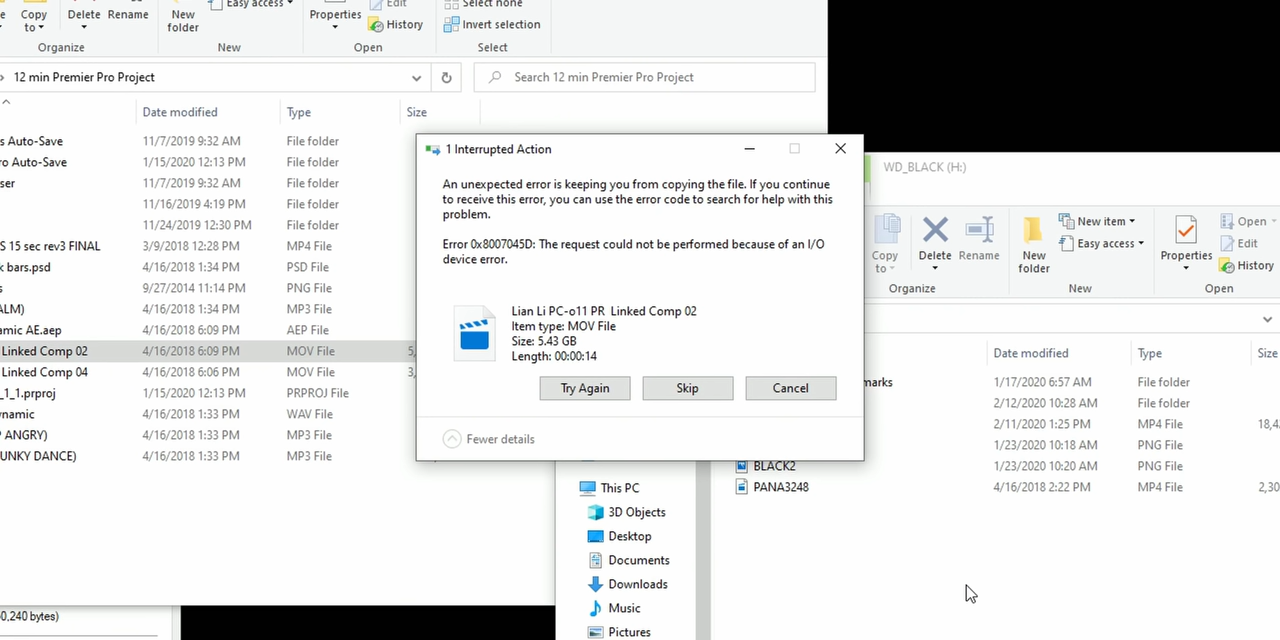 Copy to
Delete
Rename
New folder
Easy access
Properties
Edit
History
Select none
Invert selection
Organize
New
Open
Select
12 min Premier Pro Project
Search 12 min Premier Pro Project
Date modified
Type
Size
s Auto-Save 11/7/2019 9:32 AM File folder
ro Auto-Save 1/15/2020 12:13 PM File folder
ser 11/7/2019 9:32 AM File folder
11/16/2019 4:19 PM File folder
11/24/2019 12:30 PM File folder
S 15 sec rev3 FINAL 3/9/2018 12:28 PM MP4 File
k bars.psd 4/16/2018 1:34 PM PSD File
s 9/27/2014 11:14 PM PNG File
ALM) 4/16/2018 1:34 PM MP3 File
amic AE.aep 4/16/2018 6:09 PM AEP File
Linked Comp 02 4/16/2018 6:09 PM MOV File 5,
Linked Comp 04 4/16/2018 6:06 PM MOV File 3,
_1_1.prproj 1/15/2020 12:13 PM PRPROJ File
ynamic 4/16/2018 1:33 PM WAV File
P ANGRY) 4/16/2018 1:33 PM MP3 File
UNKY DANCE) 4/16/2018 1:33 PM MP3 File
0,240 bytes)
1 Interrupted Action
An unexpected error is keeping you from copying the file. If you continue
to receive this error, you can use the error code to search for help with this
problem.
Error 0x8007045D: The request could not be performed because of an I/O
device error.
Lian Li PC-o11 PR  Linked Comp 02
Item type: MOV File
Size: 5.43 GB
Length: 00:00:14
Try Again
Skip
Cancel
Fewer details
WD_BLACK (H:)
Copy to
Delete
Rename
New folder
New item
Easy access
Properties
Open
Edit
History
Organize
New
Open
Date modified
Type
Size
marks 1/17/2020 6:57 AM File folder
2/12/2020 10:28 AM File folder
2/11/2020 1:25 PM MP4 File 18,4
1/23/2020 10:18 AM PNG File
BLACK2 1/23/2020 10:20 AM PNG File
PANA3248 4/16/2018 2:22 PM MP4 File 2,30
This PC
3D Objects
Desktop
Documents
Downloads
Music
Pictures